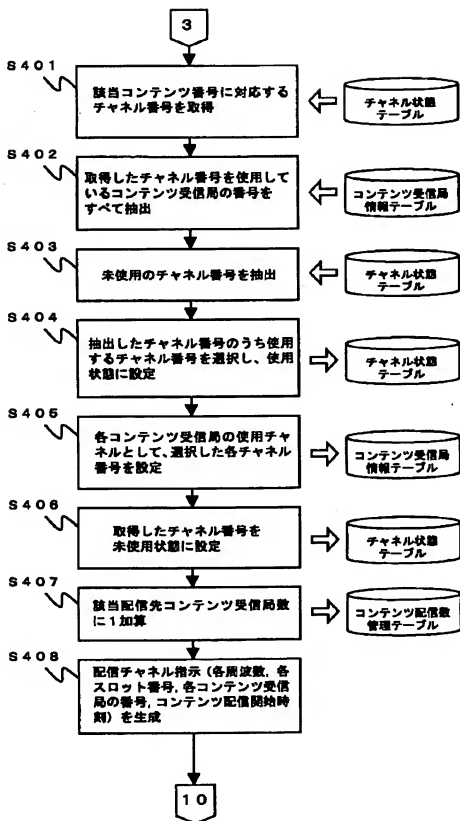 3
S401
該当コンテンツ番号に対応する
チャネル番号を取得
チャネル状態
テーブル
S402
取得したチャネル番号を使用して
いるコンテンツ受信局の番号を
すべて抽出
コンテンツ受信局
情報テーブル
S403
未使用のチャネル番号を抽出
チャネル状態
テーブル
S404
抽出したチャネル番号のうち使用
するチャネル番号を選択し、使用
状態に設定
チャネル状態
テーブル
S405
各コンテンツ受信局の使用チャ
ネルとして、選択した各チャネル
番号を設定
コンテンツ受信局
情報テーブル
S406
取得したチャネル番号を
未使用状態に設定
チャネル状態
テーブル
S407
該当配信先コンテンツ受信局数
に1加算
コンテンツ配信数
管理テーブル
S408
配信チャネル指示(各周波数, 各
スロット番号, 各コンテンツ受信
局の番号, コンテンツ配信開始時
刻)を生成
10